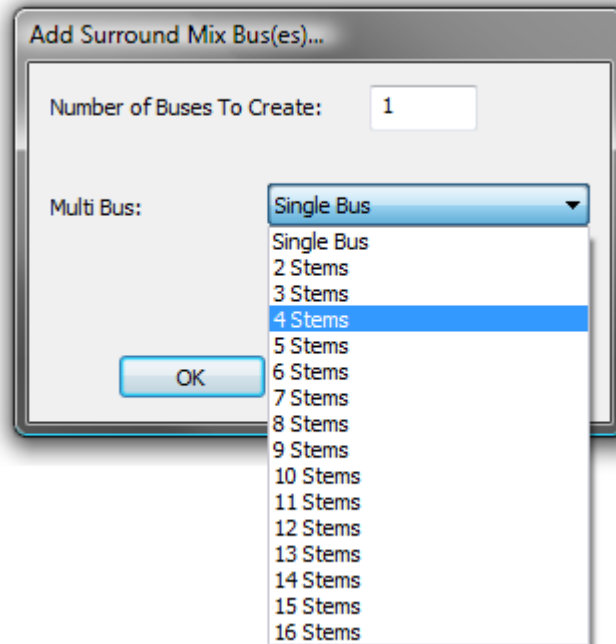 Add Surround Mix Bus(es)...
Number of Buses To Create: 1
Multi Bus: Single Bus
Single Bus
2 Stems
3 Stems
4 Stems
5 Stems
OK
6 Stems
7 Stems
8 Stems
9 Stems
10 Stems
11 Stems
12 Stems
13 Stems
14 Stems
15 Stems
16 Stems